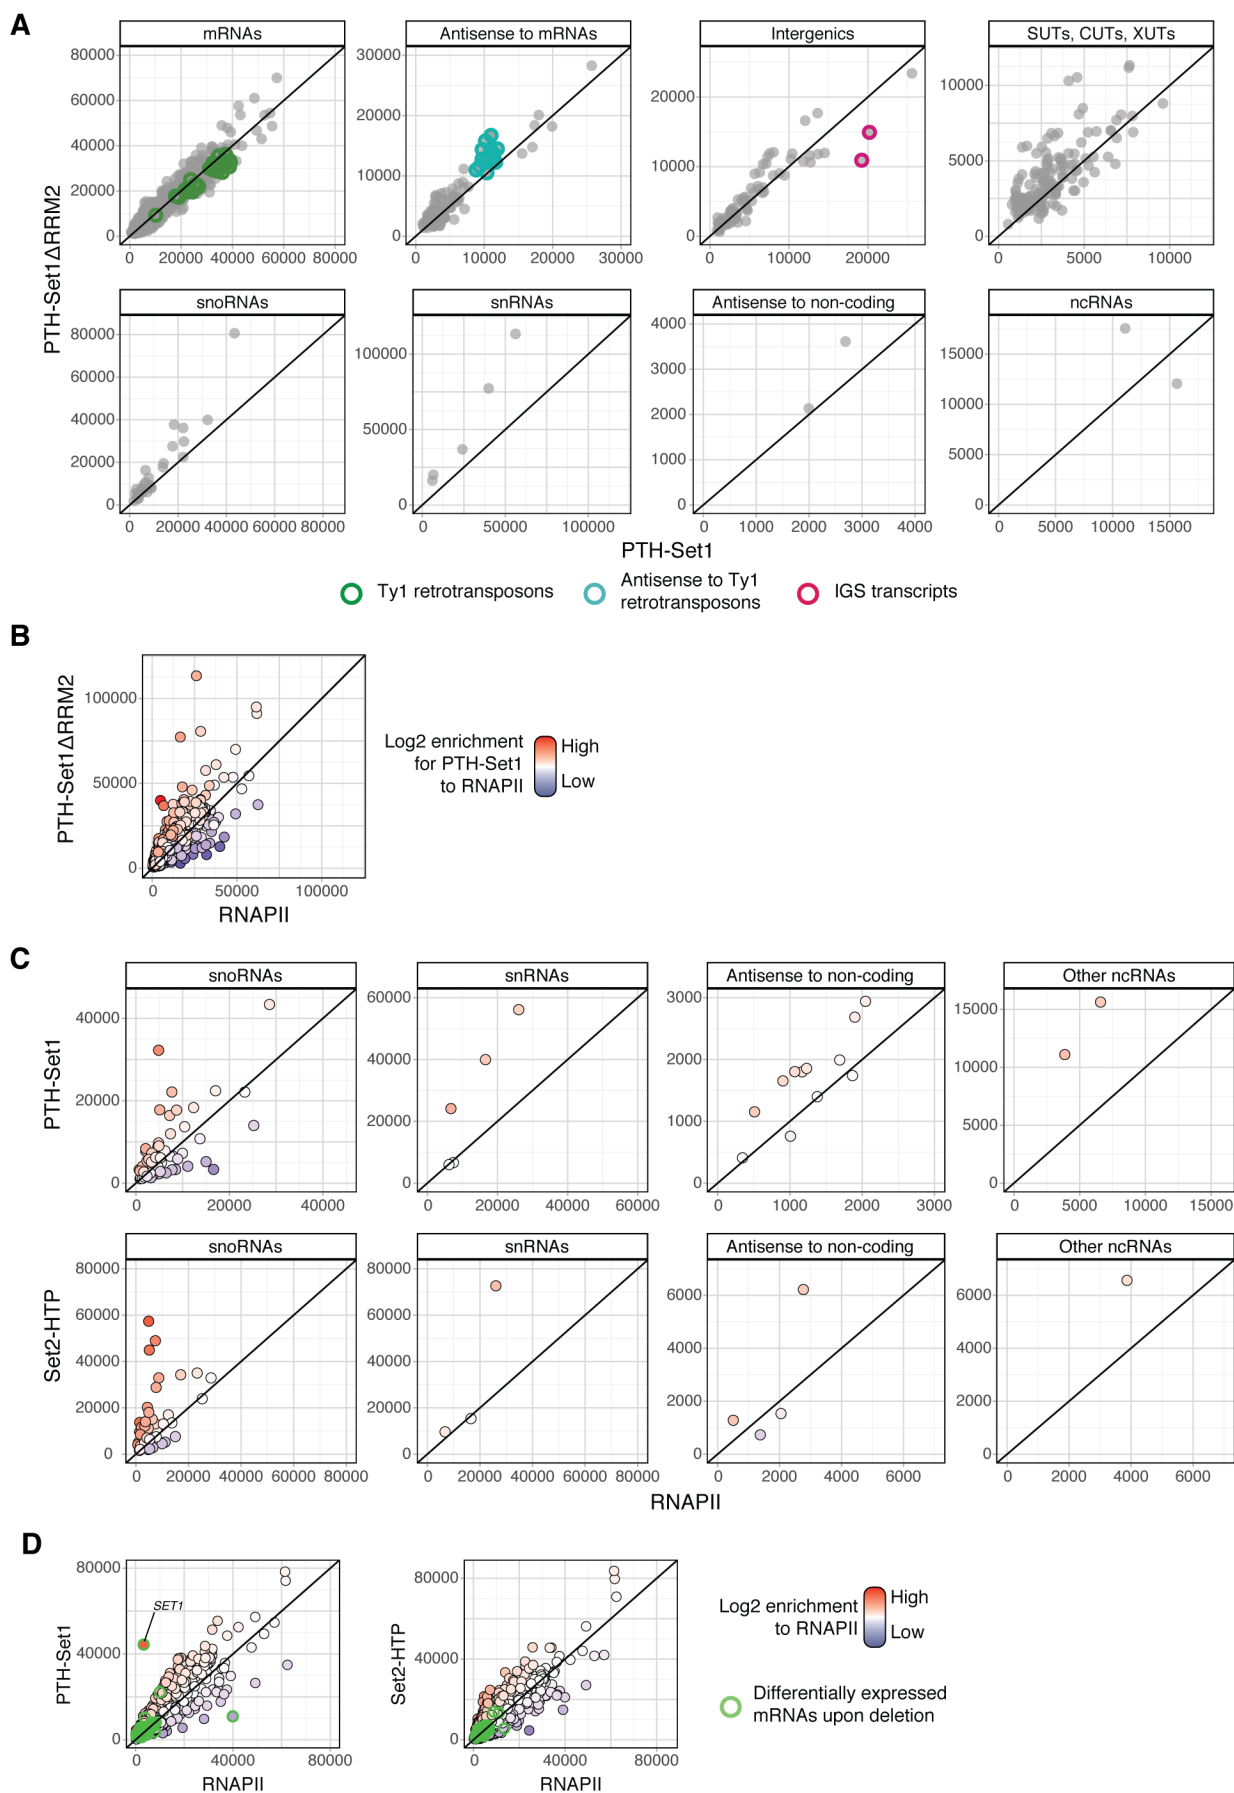 A
mRNAs
Antisense to mRNAs
Intergenics
SUTs, CUTs, XUTs
80000
60000
40000
20000
0
0 20000 40000 60000 80000
30000
20000
10000
0
0 10000 20000 30000
20000
10000
0
0 10000 20000
10000
5000
0
0 5000 10000
PTH-Set1ΔRRM2
snoRNAs
snRNAs
Antisense to non-coding
ncRNAs
80000
60000
40000
20000
0
0 20000 40000 60000 80000
100000
50000
0
0 50000 100000
4000
3000
2000
1000
0
0 1000 2000 3000 4000
15000
10000
5000
0
0 5000 10000 15000
PTH-Set1
Ty1 retrotransposons
Antisense to Ty1
retrotransposons
IGS transcripts
B
PTH-Set1ΔRRM2
100000
50000
0
0 50000 100000
RNAPII
Log2 enrichment
for PTH-Set1
to RNAPII
High
Low
C
snoRNAs
snRNAs
Antisense to non-coding
Other ncRNAs
PTH-Set1
40000
20000
0
0 10000 20000 30000 40000
60000
40000
20000
0
0 20000 40000 60000
3000
2000
1000
0
0 1000 2000 3000
15000
10000
5000
0
0 5000 10000 15000
snoRNAs
snRNAs
Antisense to non-coding
Other ncRNAs
Set2-HTP
80000
60000
40000
20000
0
0 20000 40000 60000 80000
80000
60000
40000
20000
0
0 20000 40000 60000 80000
6000
4000
2000
0
0 2000 4000 6000
6000
4000
2000
0
0 2000 4000 6000
RNAPII
D
PTH-Set1
80000
40000
0
SET1
0 40000 80000
RNAPII
Set2-HTP
80000
40000
0
0 40000 80000
RNAPII
Log2 enrichment
to RNAPII
High
Low
Differentially expressed
mRNAs upon deletion